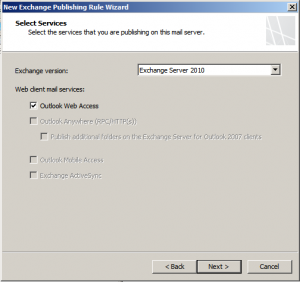 New Exchange Publishing Rule Wizard
Select Services
Select the services that you are publishing on this mail server.
Exchange version:
Exchange Server 2010
Web client mail services:
Outlook Web Access
Outlook Anywhere (RPC/HTTP(s))
Publish additional folders on the Exchange Server for Outlook 2007 clients
Outlook Mobile Access
Exchange ActiveSync
< Back
Next >
Cancel